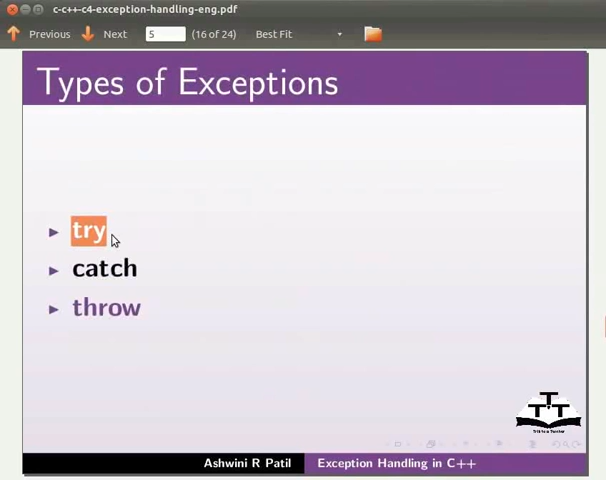 c-c++-c4-exception-handling-eng.pdf
Previous Next 5 (16 of 24) Best Fit
Types of Exceptions
try
catch
throw
Ashwini R Patil Exception Handling in C++